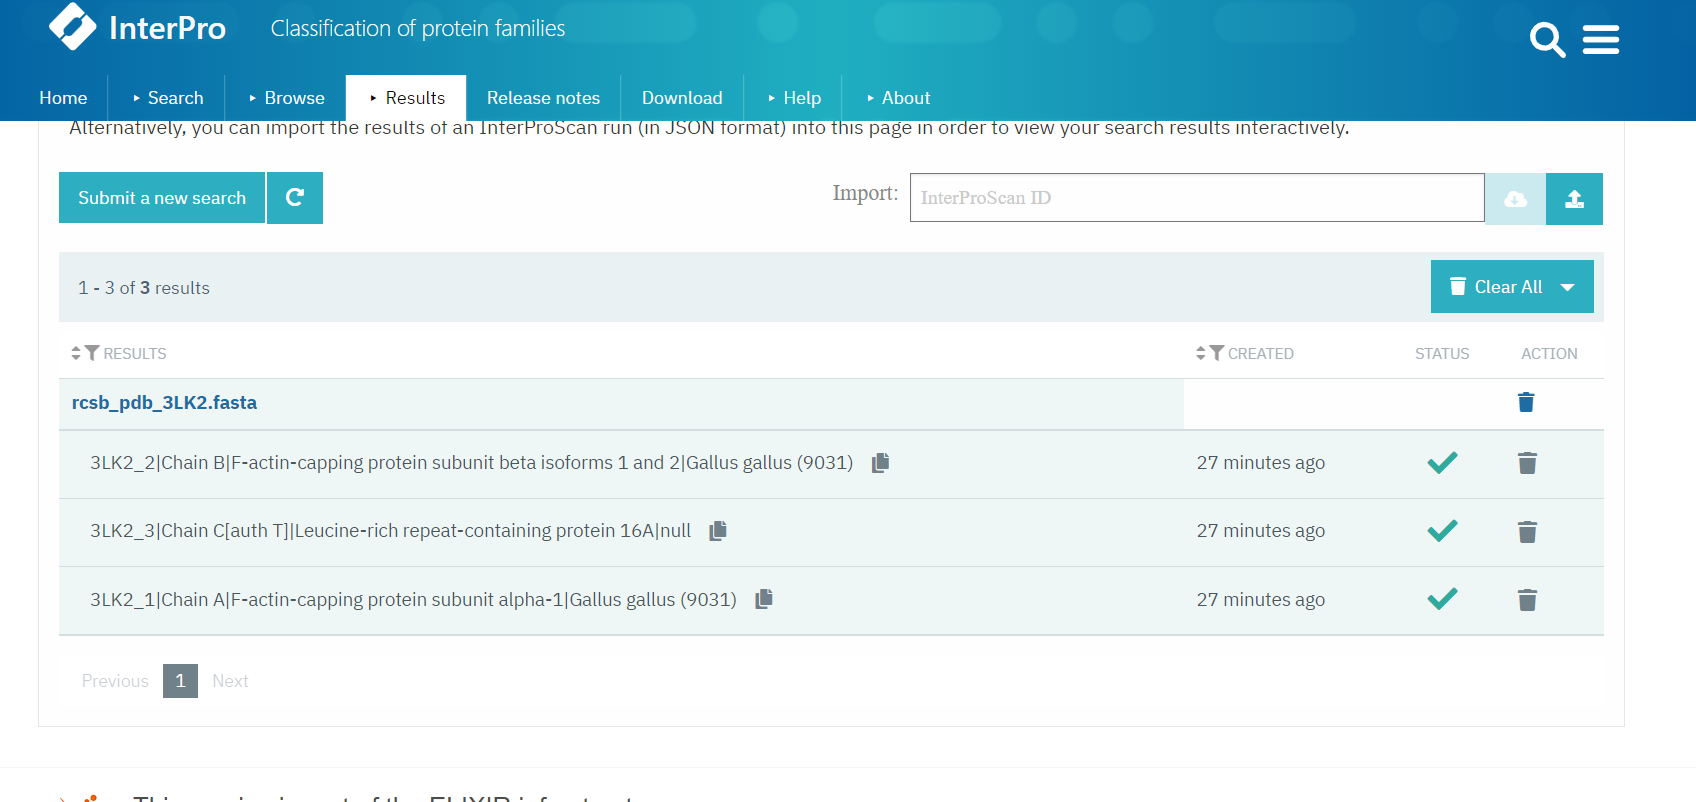 InterPro Classification of protein families
Home Search Browse Results Release notes Download Help About
Alternatively, you can import the results of an InterProScan run (in JSON format) into this page in order to view your search results interactively.
Submit a new search Import: InterProScan ID
1 - 3 of 3 results Clear All
RESULTS CREATED STATUS ACTION
rcsb_pdb_3LK2.fasta
3LK2_2|Chain B|F-actin-capping protein subunit beta isoforms 1 and 2|Gallus gallus (9031) 27 minutes ago
3LK2_3|Chain C[auth T]|Leucine-rich repeat-containing protein 16A|null 27 minutes ago
3LK2_1|Chain A|F-actin-capping protein subunit alpha-1|Gallus gallus (9031) 27 minutes ago
Previous 1 Next